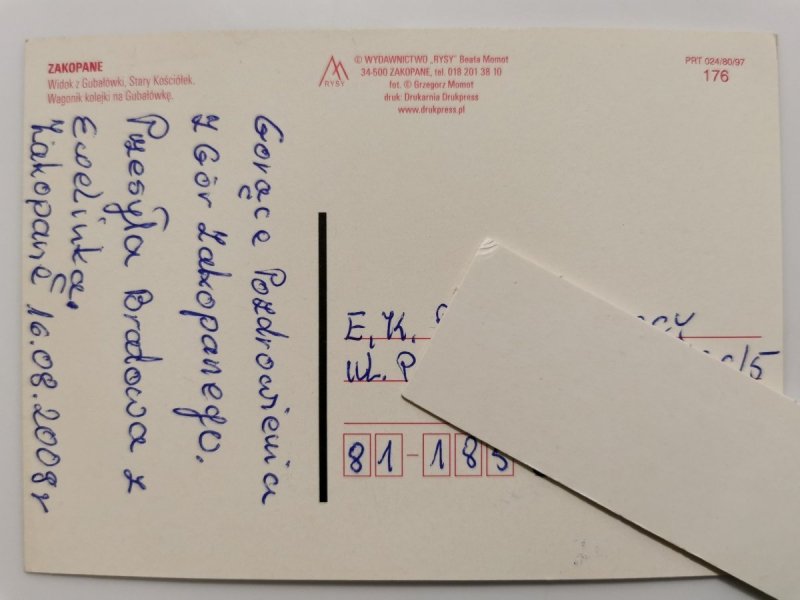 ZAKOPANE
Widok z Gubałówki, Stary Kościółek.
Wagonik kolejki na Gubałówkę.
RYSY
© WYDAWNICTWO „RYSY" Beata Momot
34-500 ZAKOPANE, tel. 018 201 38 10
fot. © Grzegorz Momot
druk: Drukarnia Drukpress
www.drukpress.pl
PRT 024/80/97
176
Gorące Pozdrowienia
z Gór Zakopanego.
Przesyła Bradowa z
Ewelinką.
Zakopane 16.08.2008r
E. K.
ul. P
81-185